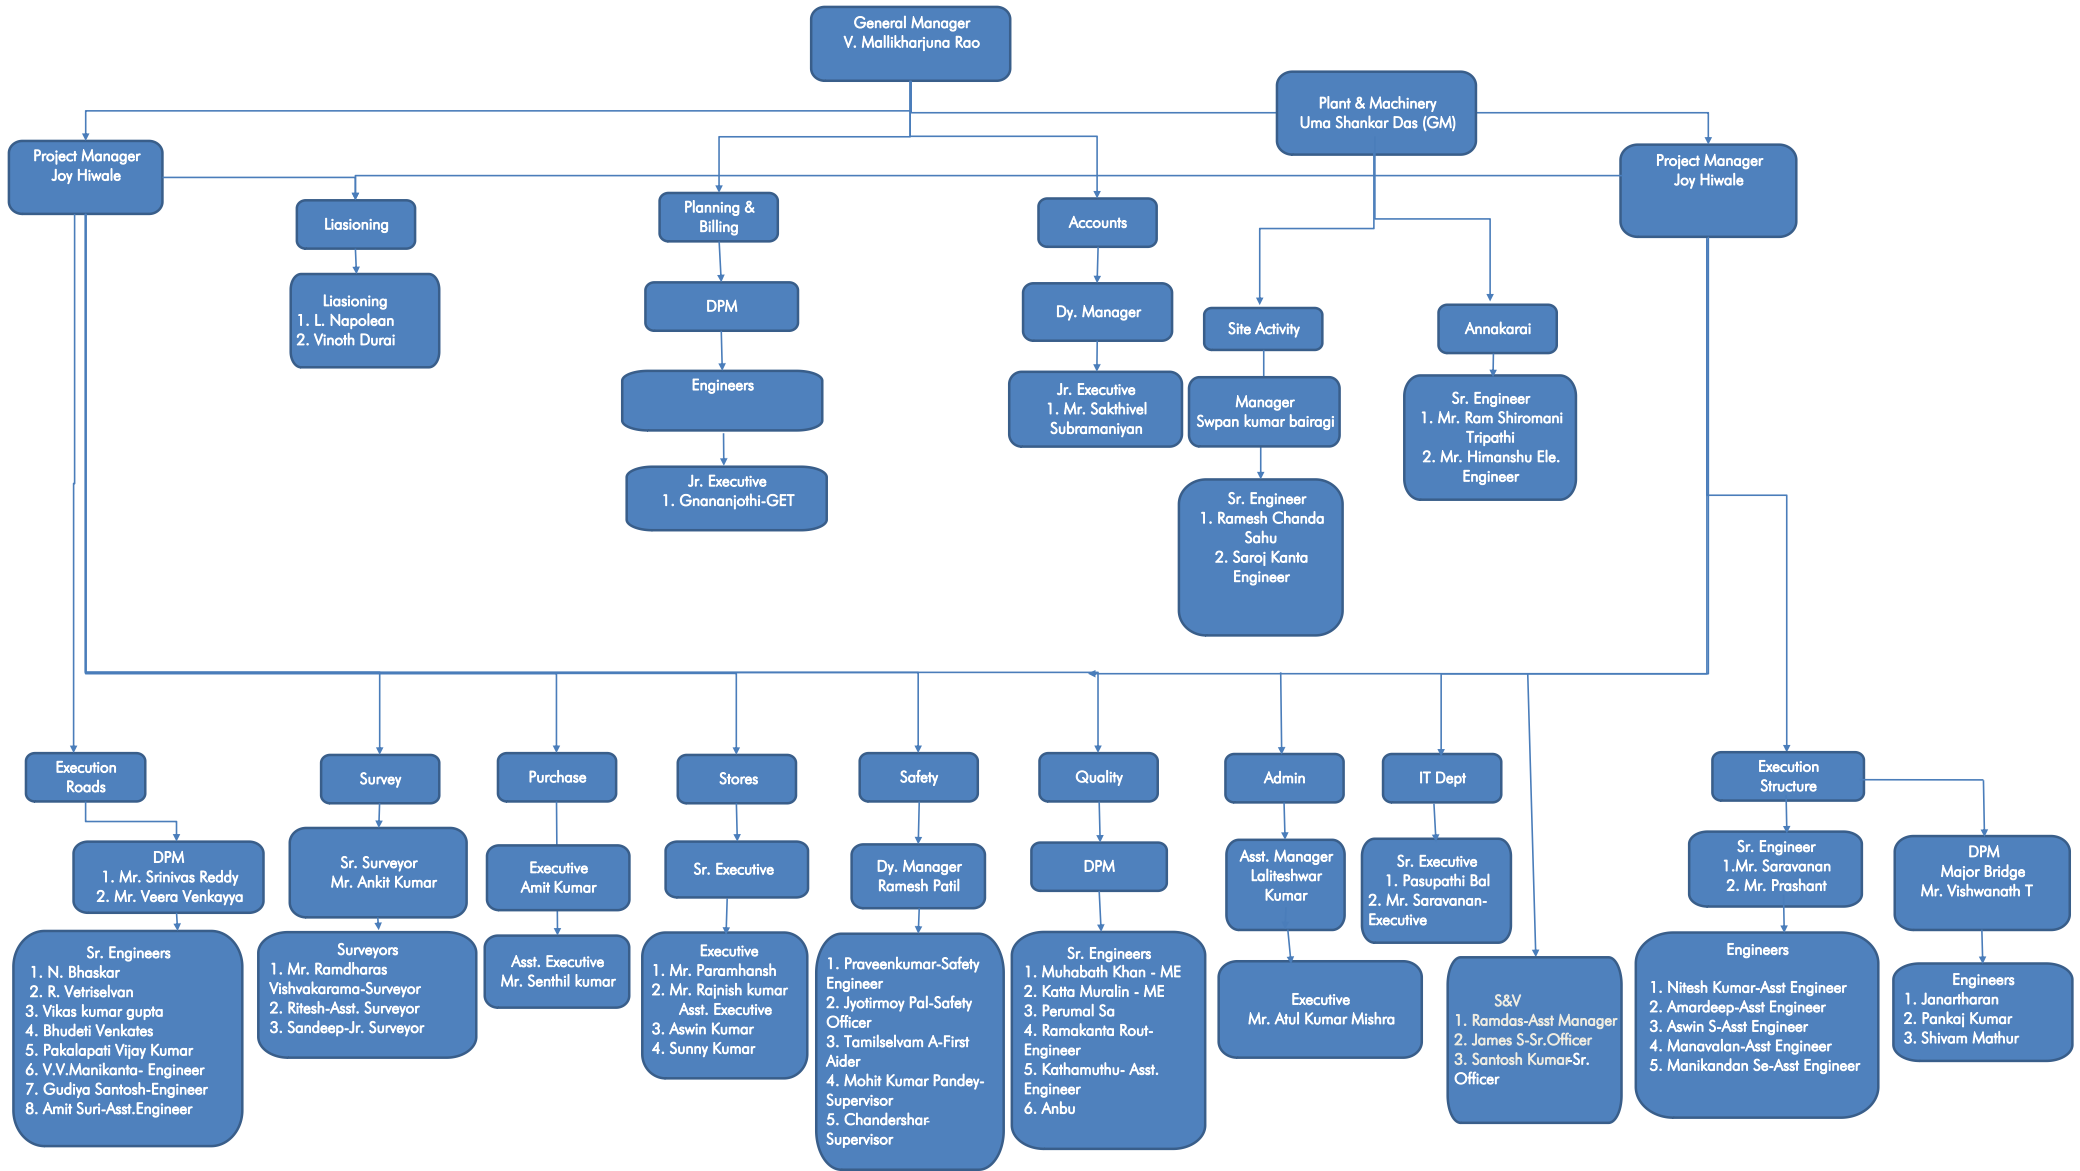 General Manager
V. Mallikharjuna Rao
Plant & Machinery
Uma Shankar Das (GM)
Project Manager
Joy Hiwale
Project Manager
Joy Hiwale
Liasioning
Planning &
Billing
Accounts
Liasioning
1. L. Napolean
2. Vinoth Durai
DPM
Dy. Manager
Site Activity
Annakarai
Engineers
Jr. Executive
1. Mr. Sakthivel
Subramaniyan
Manager
Swpan kumar bairagi
Sr. Engineer
1. Mr. Ram Shiromani
Tripathi
2. Mr. Himanshu Ele.
Engineer
Jr. Executive
1. Gnananjothi-GET
Sr. Engineer
1. Ramesh Chanda
Sahu
2. Saroj Kanta
Engineer
Execution
Roads
Survey
Purchase
Stores
Safety
Quality
Admin
IT Dept
Execution
Structure
DPM
1. Mr. Srinivas Reddy
2. Mr. Veera Venkayya
Sr. Surveyor
Mr. Ankit Kumar
Executive
Amit Kumar
Sr. Executive
Dy. Manager
Ramesh Patil
DPM
Asst. Manager
Laliteshwar
Kumar
Sr. Executive
1. Pasupathi Bal
2. Mr. Saravanan-
Executive
Sr. Engineer
1.Mr. Saravanan
2. Mr. Prashant
DPM
Major Bridge
Mr. Vishwanath T
Sr. Engineers
1. N. Bhaskar
2. R. Vetriselvan
3. Vikas kumar gupta
4. Bhudeti Venkates
5. Pakalapati Vijay Kumar
6. V.V.Manikanta- Engineer
7. Gudiya Santosh-Engineer
8. Amit Suri-Asst.Engineer
Surveyors
1. Mr. Ramdharas
Vishvakarama-Surveyor
2. Ritesh-Asst. Surveyor
3. Sandeep-Jr. Surveyor
Asst. Executive
Mr. Senthil kumar
Executive
1. Mr. Paramhansh
2. Mr. Rajnish kumar
Asst. Executive
3. Aswin Kumar
4. Sunny Kumar
1. Praveenkumar-Safety
Engineer
2. Jyotirmoy Pal-Safety
Officer
3. Tamilselvam A-First
Aider
4. Mohit Kumar Pandey-
Supervisor
5. Chandershar-
Supervisor
Sr. Engineers
1. Muhabath Khan - ME
2. Katta Muralin - ME
3. Perumal Sa
4. Ramakanta Rout-
Engineer
5. Kathamuthu- Asst.
Engineer
6. Anbu
Executive
Mr. Atul Kumar Mishra
S&V
1. Ramdas-Asst Manager
2. James S-Sr.Officer
3. Santosh Kumar-Sr.
Officer
Engineers
1. Nitesh Kumar-Asst Engineer
2. Amardeep-Asst Engineer
3. Aswin S-Asst Engineer
4. Manavalan-Asst Engineer
5. Manikandan Se-Asst Engineer
Engineers
1. Janartharan
2. Pankaj Kumar
3. Shivam Mathur